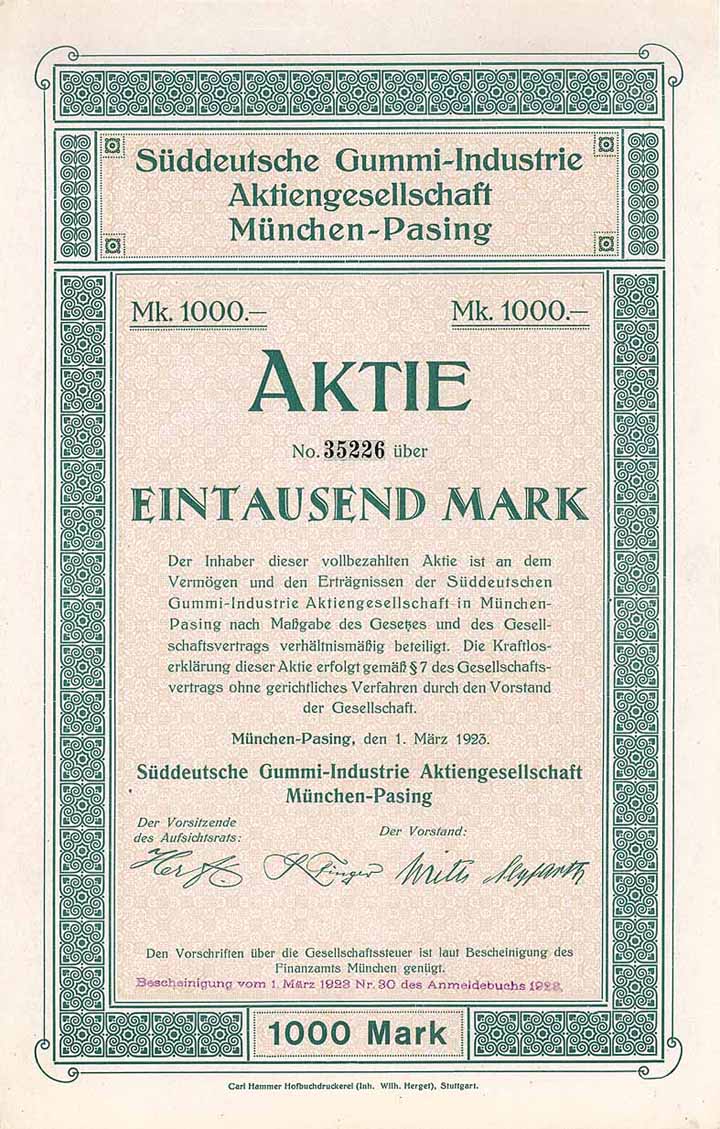 Süddeutsche Gummi-Industrie
Aktiengesellschaft
München-Pasing
Mk. 1000.— Mk. 1000.—
AKTIE
No. 35226 über
EINTAUSEND MARK
Der Inhaber dieser vollbezahlten Aktie ist an dem
Vermögen und den Erträgnissen der Süddeutschen
Gummi-Industrie Aktiengesellschaft in München-
Pasing nach Maßgabe des Gesetzes und des Gesell-
schaftsvertrags verhältnismäßig beteiligt. Die Kraftlos-
erklärung dieser Aktie erfolgt gemäß § 7 des Gesellschafts-
vertrags ohne gerichtliches Verfahren durch den Vorstand
der Gesellschaft.
München-Pasing, den 1. März 1923.
Süddeutsche Gummi-Industrie Aktiengesellschaft
München-Pasing
Der Vorsitzende
des Aufsichtsrats:
Der Vorstand:
Den Vorschriften über die Gesellschaftssteuer ist laut Bescheinigung des
Finanzamts München genügt.
Bescheinigung vom 1. März 1923 Nr. 30 des Anmeldebuchs 1923.
1000 Mark
Carl Hammer Hofbuchdruckerei (Inh. Wilh. Herget), Stuttgart.